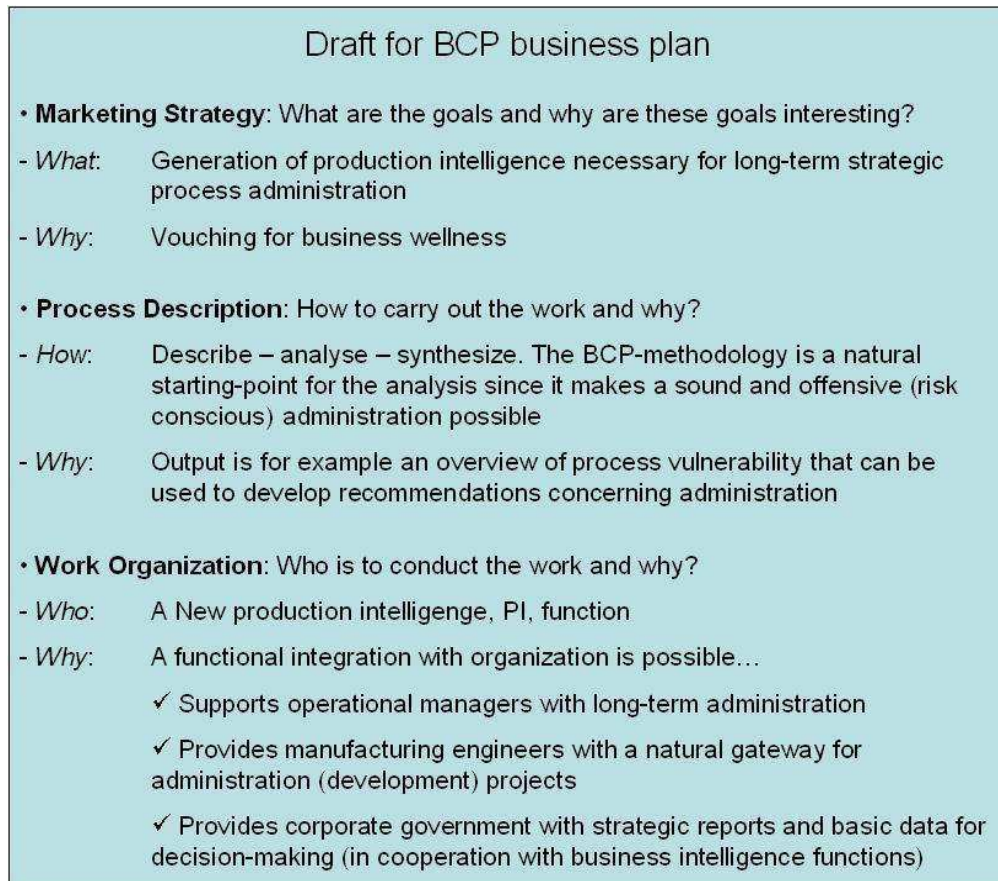 Draft for BCP business plan
• Marketing Strategy: What are the goals and why are these goals interesting?
- What: Generation of production intelligence necessary for long-term strategic
process administration
- Why: Vouching for business wellness
• Process Description: How to carry out the work and why?
- How: Describe – analyse – synthesize. The BCP-methodology is a natural
starting-point for the analysis since it makes a sound and offensive (risk
conscious) administration possible
- Why: Output is for example an overview of process vulnerability that can be
used to develop recommendations concerning administration
• Work Organization: Who is to conduct the work and why?
- Who: A New production intelligenge, PI, function
- Why: A functional integration with organization is possible…
✓ Supports operational managers with long-term administration
✓ Provides manufacturing engineers with a natural gateway for
administration (development) projects
✓ Provides corporate government with strategic reports and basic data for
decision-making (in cooperation with business intelligence functions)